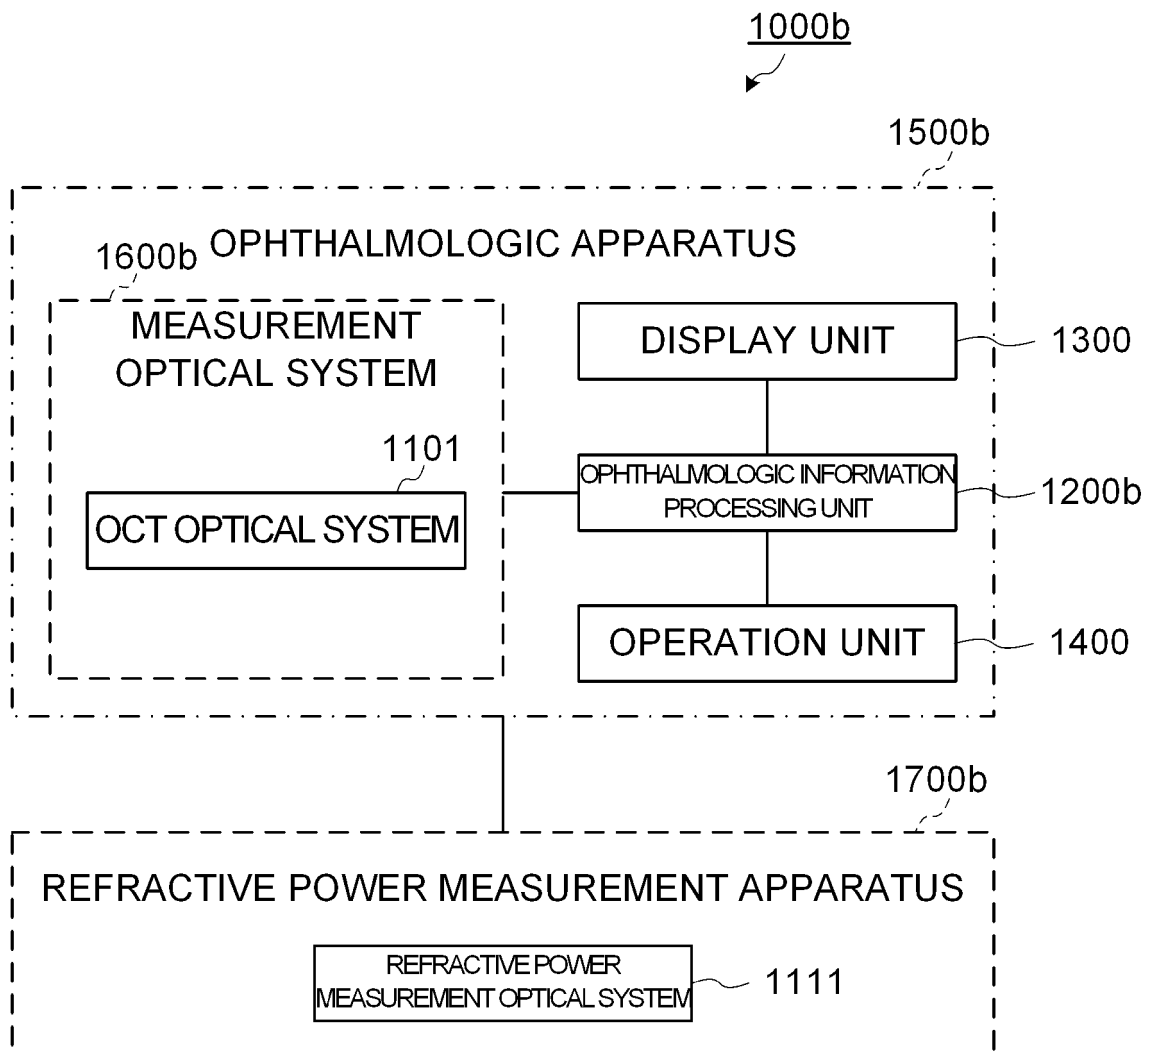 1000b
1500b
OPHTHALMOLOGIC APPARATUS
1600b
MEASUREMENT
OPTICAL SYSTEM
DISPLAY UNIT
1300
1101
OCT OPTICAL SYSTEM
OPHTHALMOLOGIC INFORMATION
PROCESSING UNIT
1200b
OPERATION UNIT
1400
1700b
REFRACTIVE POWER MEASUREMENT APPARATUS
REFRACTIVE POWER
MEASUREMENT OPTICAL SYSTEM
1111